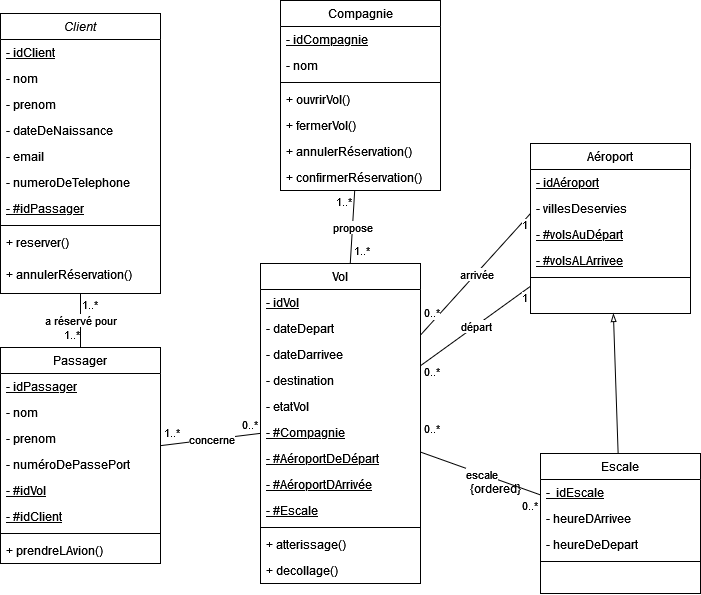 Client
- idClient
- nom
- prenom
- dateDeNaissance
- email
- numeroDeTelephone
- #idPassager
+ reserver()
+ annulerRéservation()
1..*
a réservé pour
1..*
Passager
- idPassager
- nom
- prenom
- numéroDePassePort
- #idVol
- #idClient
+ prendreLAvion()
1..*
concerne
0..*
Compagnie
- idCompagnie
- nom
+ ouvrirVol()
+ fermerVol()
+ annulerRéservation()
+ confirmerRéservation()
1..*
propose
1..*
Vol
- idVol
- dateDepart
- dateDarrivee
- destination
- etatVol
- #Compagnie
- #AéroportDeDépart
- #AéroportDArrivée
- #Escale
+ atterissage()
+ decollage()
Aéroport
- idAéroport
- villesDeservies
- #volsAuDépart
- #volsALArrivee
1
arrivée
0..*
1
départ
0..*
0..*
escale
{ordered}
0..*
Escale
- idEscale
- heureDArrivee
- heureDeDepart